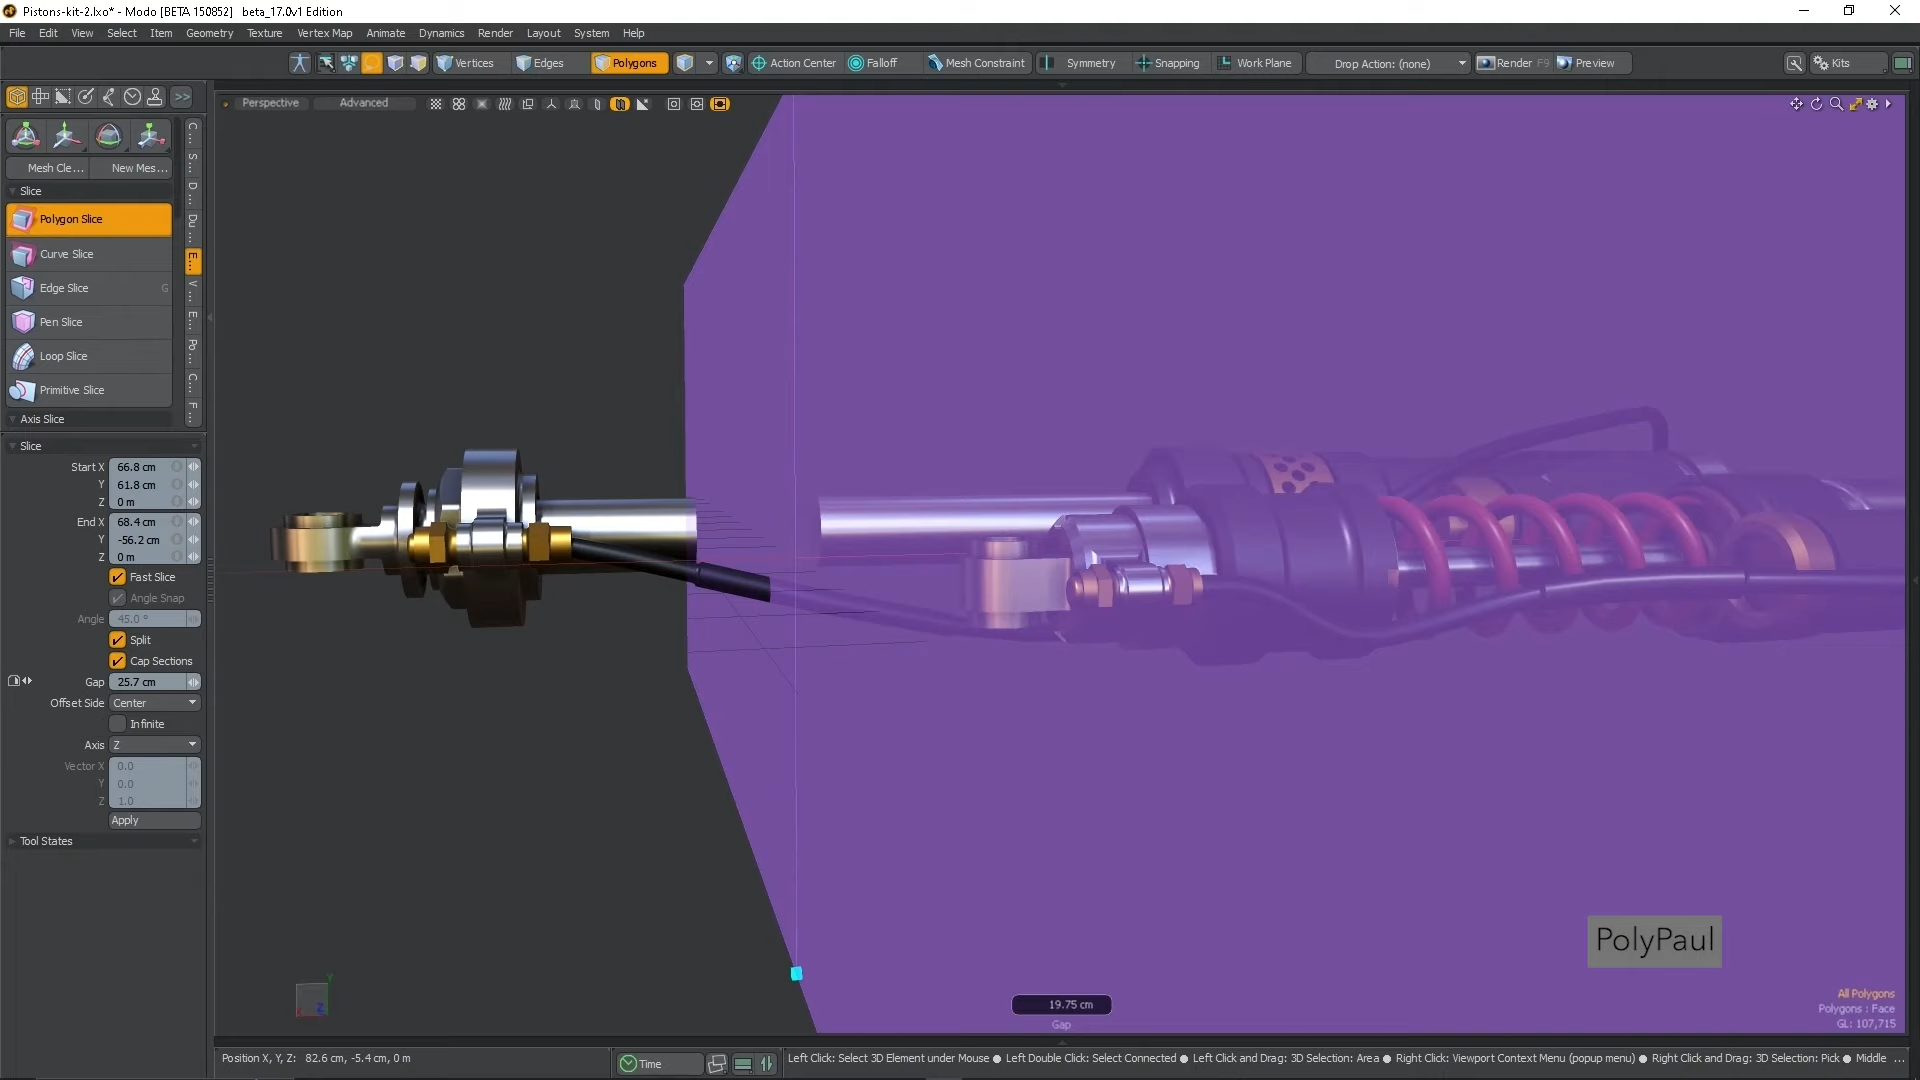 Pistons-kit-2.lxo* - Modo [BETA 150852] beta_17.0v1 Edition
File Edit View Select Item Geometry Texture Vertex Map Animate Dynamics Render Layout System Help
Vertices Edges Polygons Action Center Falloff Mesh Constraint Symmetry Snapping Work Plane Drop Action: (none) Render F9 Preview Kits
Perspective Advanced
>>
Mesh Cle... New Mes...
Slice
Polygon Slice
Curve Slice
Edge Slice G
Pen Slice
Loop Slice
Primitive Slice
Axis Slice
C...
S...
D...
Du...
E...
V...
E...
Po...
C...
F...
Slice
Start X 66.8 cm
Y 61.8 cm
Z 0 m
End X 68.4 cm
Y -56.2 cm
Z 0 m
Fast Slice
Angle Snap
Angle 45.0 °
Split
Cap Sections
Gap 25.7 cm
Offset Side Center
Infinite
Axis Z
Vector X 0.0
Y 0.0
Z 1.0
Apply
Tool States
PolyPaul
Y
Z
19.75 cm
Gap
All Polygons
Polygons : Face
GL: 107,715
Position X, Y, Z: 82.6 cm, -5.4 cm, 0 m
Time
Left Click: Select 3D Element under Mouse ● Left Double Click: Select Connected ● Left Click and Drag: 3D Selection: Area ● Right Click: Viewport Context Menu (popup menu) ● Right Click and Drag: 3D Selection: Pick ● Middle ...